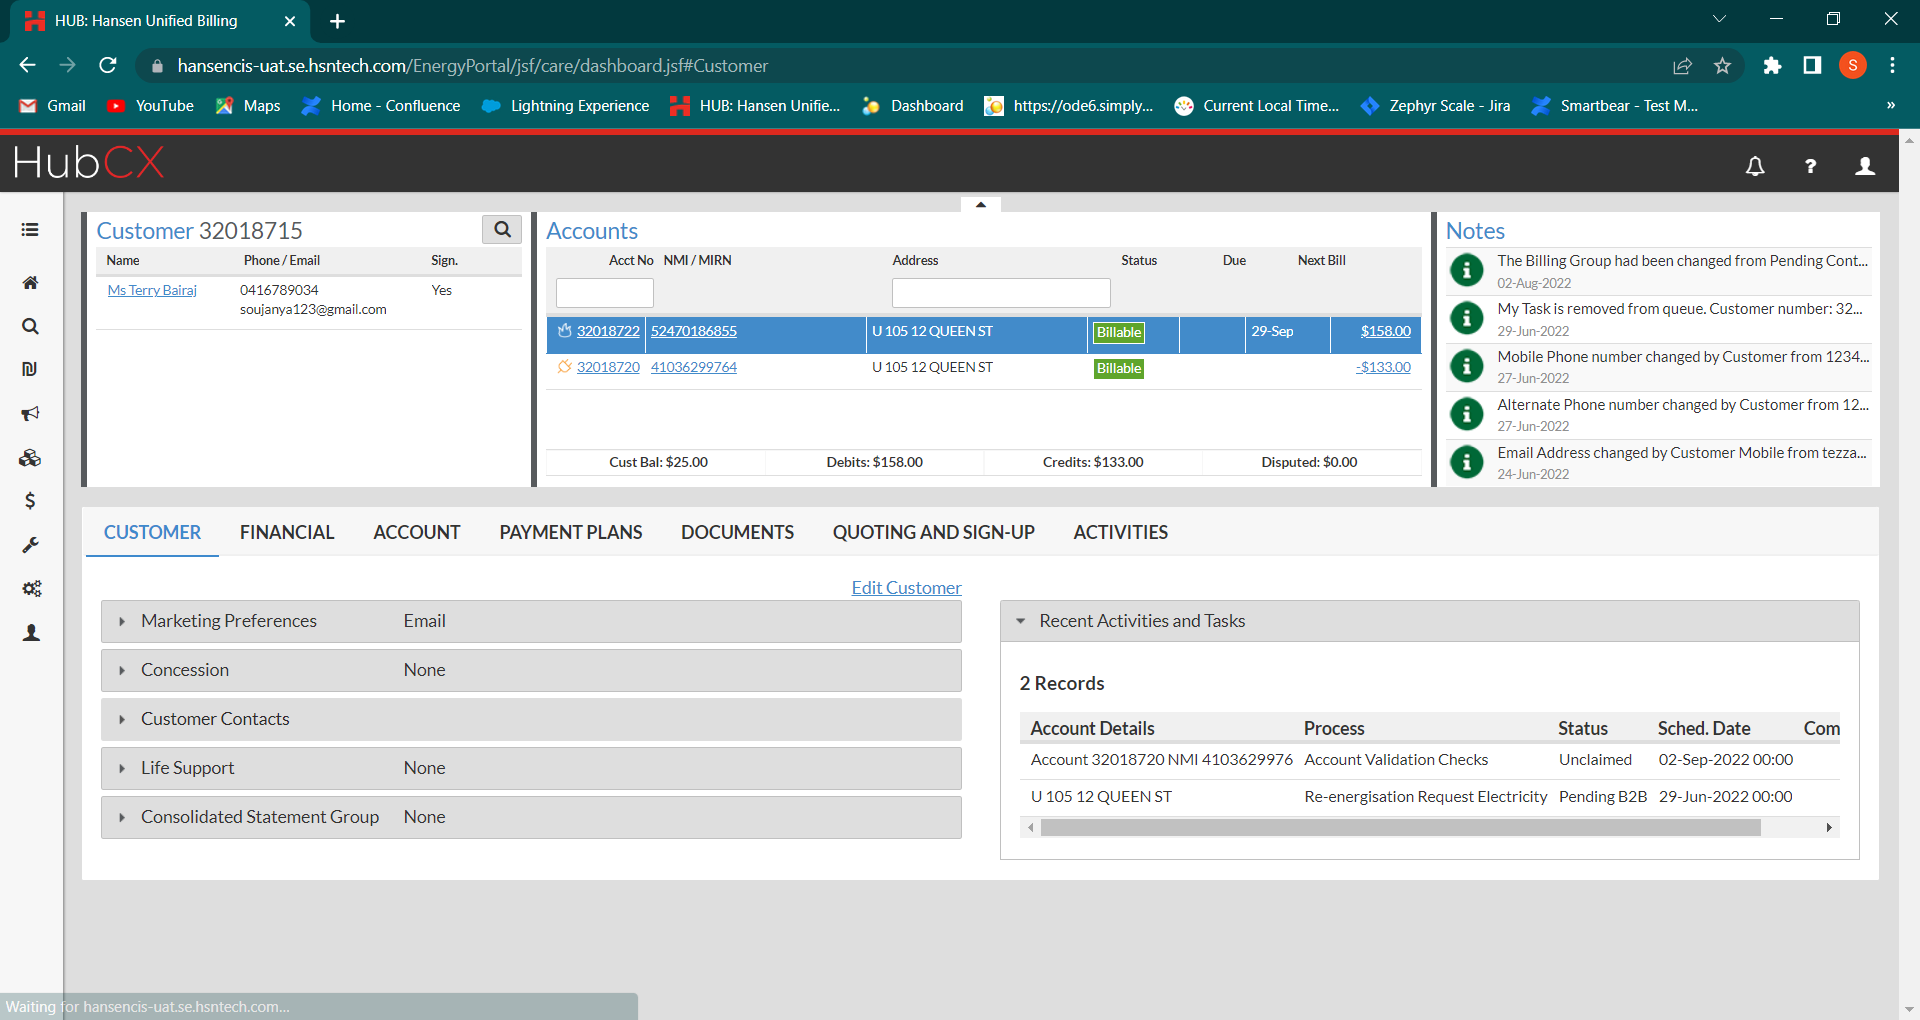 HUB: Hansen Unified Billing
hansencis-uat.se.hsntech.com/EnergyPortal/jsf/care/dashboard.jsf#Customer
S
Gmail
YouTube
Maps
Home - Confluence
Lightning Experience
HUB: Hansen Unifie...
Dashboard
https://ode6.simply...
Current Local Time...
Zephyr Scale - Jira
Smartbear - Test M...
»
HubCX
?
Customer 32018715
Name Phone / Email Sign.
Ms Terry Bairaj 0416789034 Yes
soujanya123@gmail.com
Accounts
Acct No NMI / MIRN Address Status Due Next Bill
32018722 52470186855 U 105 12 QUEEN ST Billable 29-Sep $158.00
32018720 41036299764 U 105 12 QUEEN ST Billable -$133.00
Cust Bal: $25.00 Debits: $158.00 Credits: $133.00 Disputed: $0.00
Notes
The Billing Group had been changed from Pending Cont...
02-Aug-2022
My Task is removed from queue. Customer number: 32...
29-Jun-2022
Mobile Phone number changed by Customer from 1234...
27-Jun-2022
Alternate Phone number changed by Customer from 12...
27-Jun-2022
Email Address changed by Customer Mobile from tezza...
24-Jun-2022
CUSTOMER FINANCIAL ACCOUNT PAYMENT PLANS DOCUMENTS QUOTING AND SIGN-UP ACTIVITIES
Edit Customer
Marketing Preferences Email
Concession None
Customer Contacts
Life Support None
Consolidated Statement Group None
Recent Activities and Tasks
2 Records
Account Details Process Status Sched. Date Com
Account 32018720 NMI 4103629976 Account Validation Checks Unclaimed 02-Sep-2022 00:00
U 105 12 QUEEN ST Re-energisation Request Electricity Pending B2B 29-Jun-2022 00:00
Waiting for hansencis-uat.se.hsntech.com...